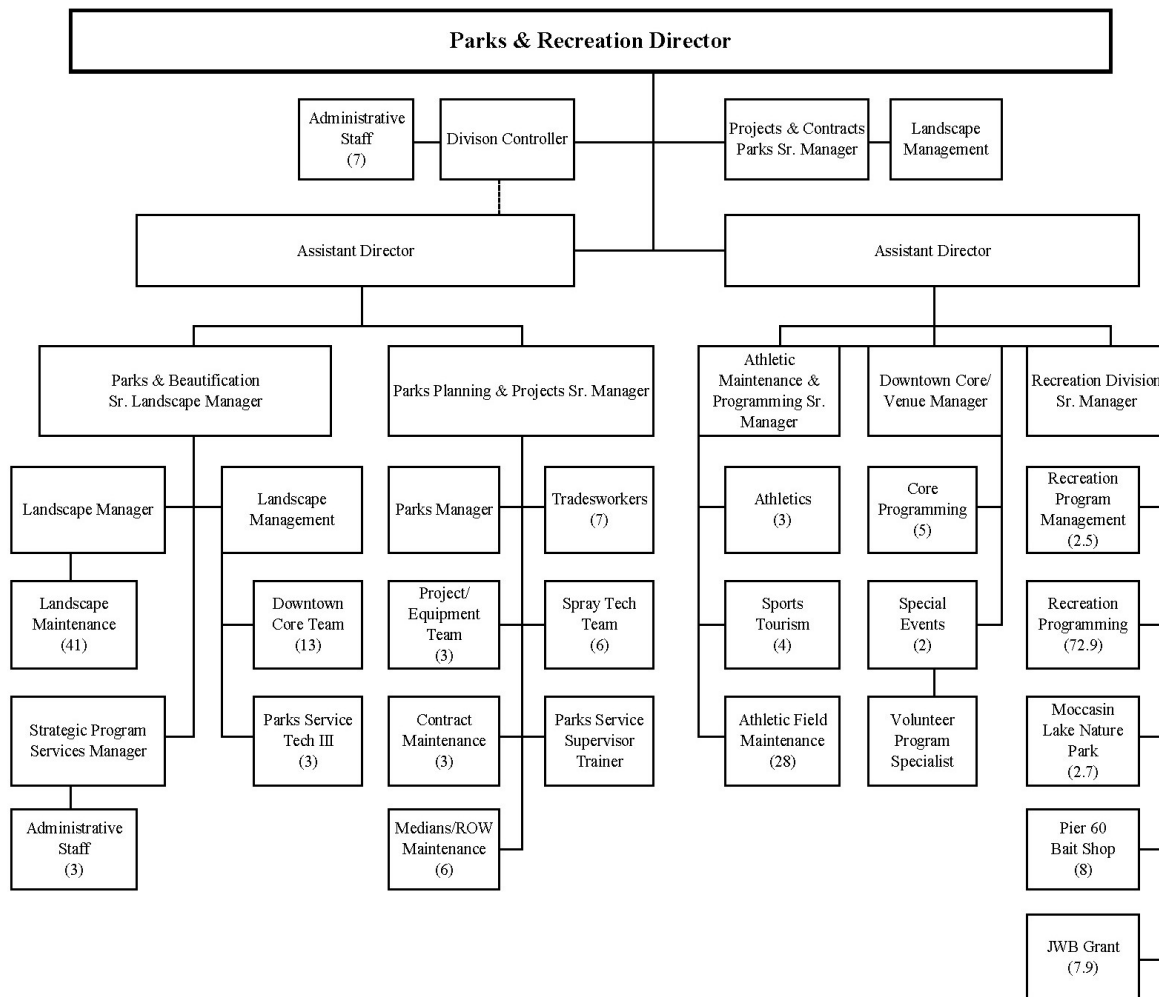 Parks & Recreation Director
Administrative
Staff
(7)
Divison Controller
Projects & Contracts
Parks Sr. Manager
Landscape
Management
Assistant Director
Assistant Director
Parks & Beautification
Sr. Landscape Manager
Parks Planning & Projects Sr. Manager
Athletic
Maintenance &
Programming Sr.
Manager
Downtown Core/
Venue Manager
Recreation Division
Sr. Manager
Landscape Manager
Landscape
Management
Parks Manager
Tradesworkers
(7)
Athletics
(3)
Core
Programming
(5)
Recreation
Program
Management
(2.5)
Landscape
Maintenance
(41)
Downtown
Core Team
(13)
Project/
Equipment
Team
(3)
Spray Tech
Team
(6)
Sports
Tourism
(4)
Special
Events
(2)
Recreation
Programming
(72.9)
Strategic Program
Services Manager
Parks Service
Tech III
(3)
Contract
Maintenance
(3)
Parks Service
Supervisor
Trainer
Athletic Field
Maintenance
(28)
Volunteer
Program
Specialist
Moccasin
Lake Nature
Park
(2.7)
Administrative
Staff
(3)
Medians/ROW
Maintenance
(6)
Pier 60
Bait Shop
(8)
JWB Grant
(7.9)